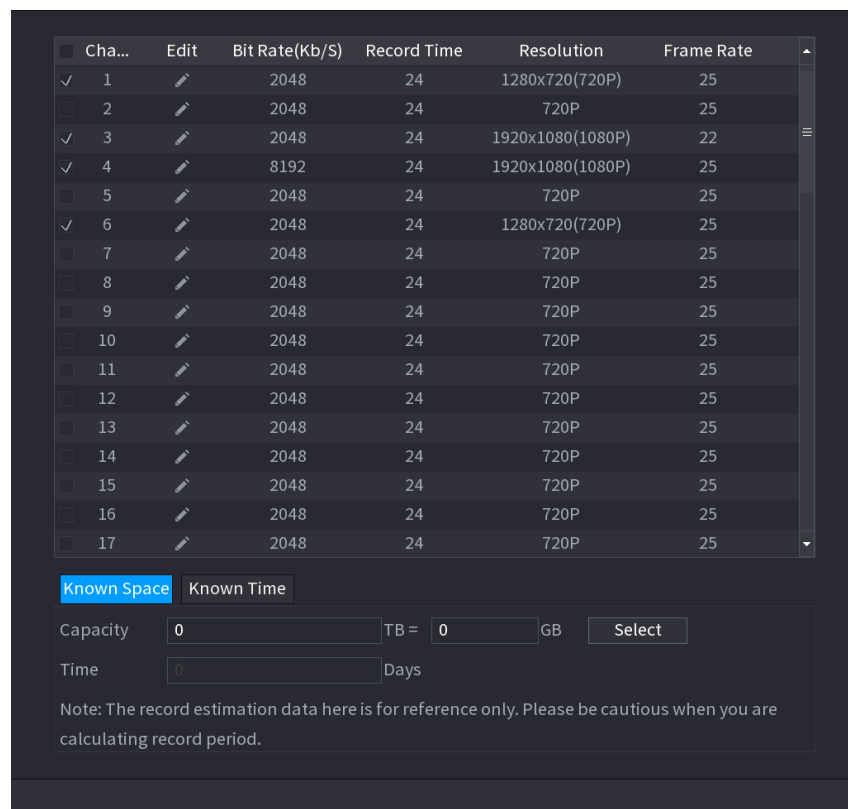 Cha... Edit Bit Rate(Kb/S) Record Time Resolution Frame Rate
1 2048 24 1280x720(720P) 25
2 2048 24 720P 25
3 2048 24 1920x1080(1080P) 22
4 8192 24 1920x1080(1080P) 25
5 2048 24 720P 25
6 2048 24 1280x720(720P) 25
7 2048 24 720P 25
8 2048 24 720P 25
9 2048 24 720P 25
10 2048 24 720P 25
11 2048 24 720P 25
12 2048 24 720P 25
13 2048 24 720P 25
14 2048 24 720P 25
15 2048 24 720P 25
16 2048 24 720P 25
17 2048 24 720P 25
Known Space Known Time
Capacity 0 TB = 0 GB Select
Time 0 Days
Note: The record estimation data here is for reference only. Please be cautious when you are
calculating record period.